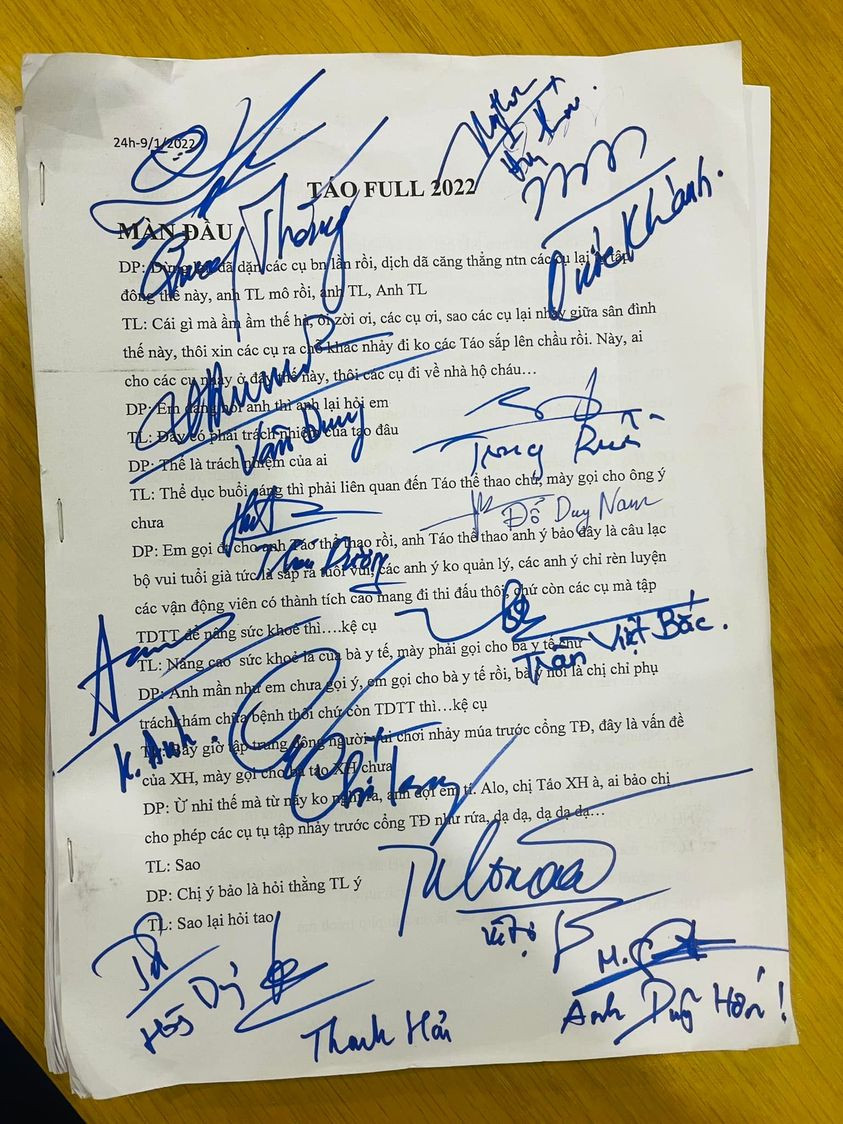 24h-9/1/2022
TÁO FULL 2022
MÀN ĐẦU
Quang Thắng
Quốc Khánh.
DP: đã dặn các cụ bn lần rồi, dịch dã căng thẳng ntn các cụ lại tập
đông thế này, anh TL mô rồi, anh TL, Anh TL
TL: Cái gì mà ầm ầm thế hả, ối zời ơi, các cụ ơi, sao các cụ lại nhảy giữa sân đình
thế này, thôi xin các cụ ra chỗ khác nhảy đi ko các Táo sắp lên chầu rồi. Này, ai
cho các cụ nhảy ở đây thế này, thôi các cụ đi về nhà hộ cháu…
DP: Em đang hỏi anh thì anh lại hỏi em
TL: Đây có phải trách nhiệm của tạo đâu
Vân Dung
Trung Ruồi
DP: Thế là trách nhiệm của ai
TL: Thể dục buổi sáng thì phải liên quan đến Táo thể thao chứ, mày gọi cho ông ý
chưa
Đỗ Duy Nam
DP: Em gọi cho anh Táo thể thao rồi, anh Táo thể thao anh ý bảo đây là câu lạc
Thái Dương
bộ vui tuổi già tức là sắp ra tuổi vui, các anh ý ko quản lý, các anh ý chỉ rèn luyện
các vận động viên có thành tích cao mang đi thi đấu thôi, chứ còn các cụ mà tập
TDTT để nâng sức khoẻ thì….kệ cụ
Trần Việt Bắc.
TL: Nâng cao sức khoẻ là của bà y tế, mày phải gọi cho bà y tế chứ
DP: Anh mần như em chưa gọi ý, em gọi cho bà y tế rồi, bà y nói là chị chỉ phụ
tráchkhám chữa bệnh thôi chứ còn TDTT thì…kệ cụ
K. Anh.
TL: Bây giờ tập trung đông người vui chơi nhảy múa trước cổng TĐ, đây là vấn đề
của XH, mày gọi cho bà táo XH chưa
Chí Trung
DP: Ừ nhỉ thế mà từ nãy ko nghĩ ra, anh đợi em tí. Alo, chị Táo XH à, ai bảo chị
cho phép các cụ tụ tập nhảy trước cổng TĐ như rứa, dạ dạ, dạ dạ dạ…
TL: Sao
DP: Chị ý bảo là hỏi thằng TL ý
TL: Sao lại hỏi tao
Thanh Hải
Anh Duy Hớn!